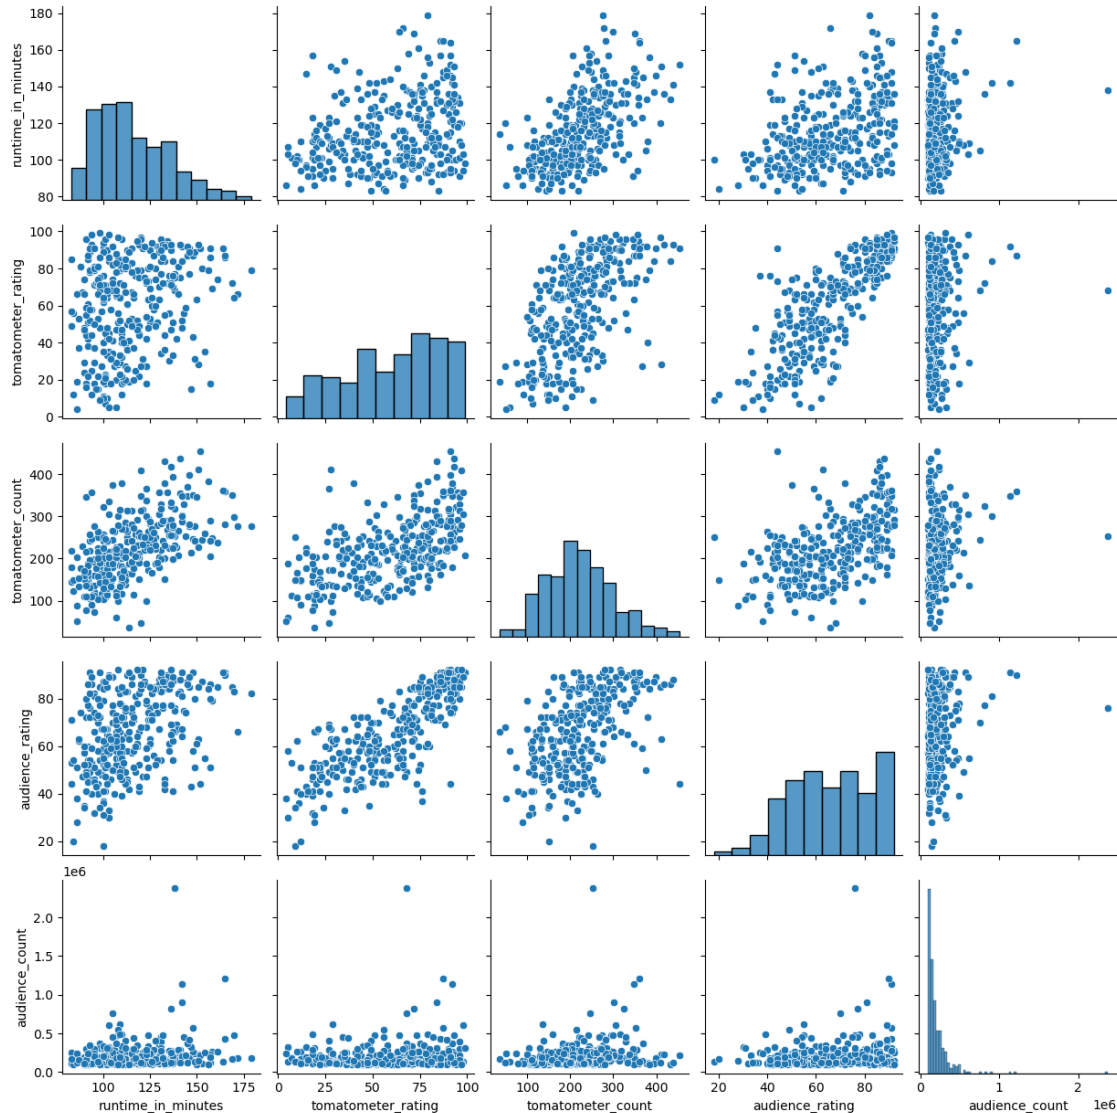 180
160
140
120
100
80
runtime_in_minutes
100
80
60
40
20
0
tomatometer_rating
400
300
200
100
tomatometer_count
80
60
40
20
audience_rating
1e6
2.0
1.5
1.0
0.5
0.0
audience_count
100 125 150 175
runtime_in_minutes
0 25 50 75 100
tomatometer_rating
0 200 400
tomatometer_count
20 40 60 80
audience_rating
0 1 2
1e6
audience_count